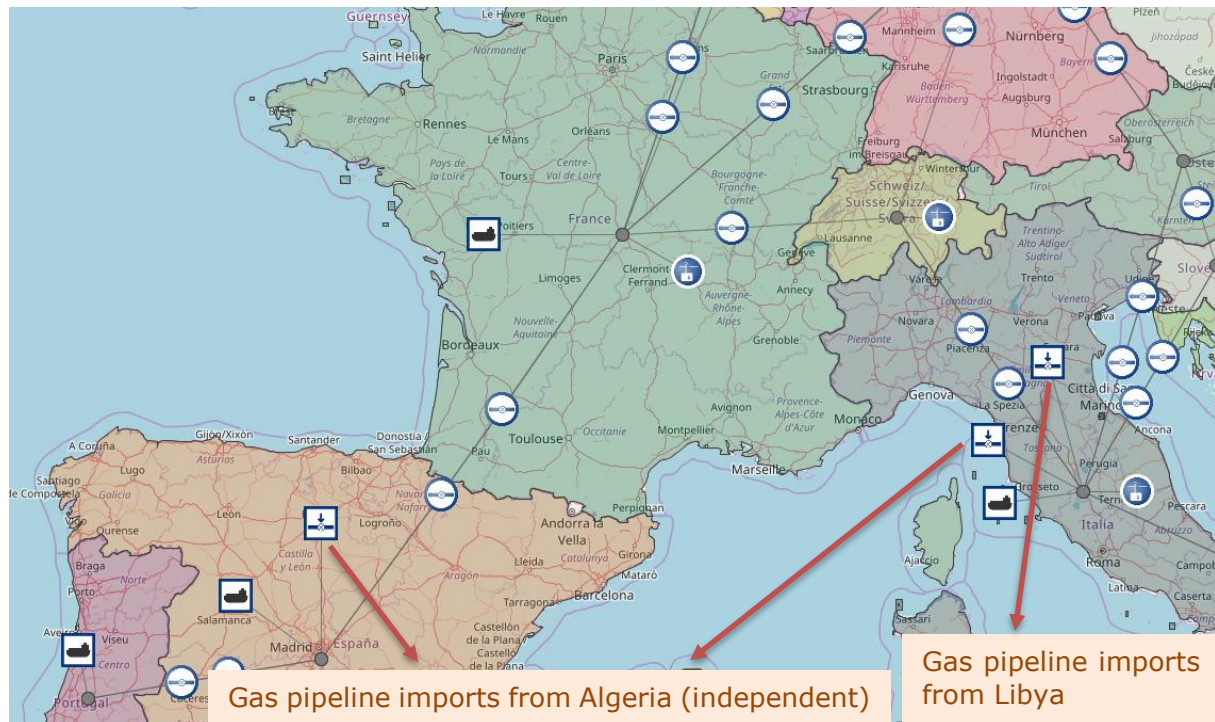 Guernsey
Le Havre
Rouen
Saint Helier
Normandie
Paris
Grand
Saarbrücken
Mannheim
Karlsruhe
Baden-
Württemberg
Nürnberg
Plzeň
Jihozápad
České
Budějov
Bayern
Ingolstadt
Augsburg
München
Oberösterreich
Salzburg
Strasbourg
Brest
Bretagne
Rennes
Le Mans
Orléans
Pays de
la Loire
Tours
Centre-
Val de Loire
Bourgogne-
Franche-
Comté
Freiburg
im Breisgau
Winterthur
Schweiz/
Suisse/Svizzera/
Svizra
Tirol
Kärnten
France
Poitiers
Lausanne
Genève
Trentino-
Alto Adige/
Südtirol
Limoges
Clermont-
Ferrand
Annecy
Auvergne-
Rhône-
Alpes
Varese
Trento
Udine
Lombardia
Veneto
Novara
Verona
Padova
Nouvelle-
Aquitaine
Grenoble
Piemonte
Piacenza
Bordeaux
Avignon
Provence-
Alpes-Côte
d'Azur
Monaco
Genova
La Spezia
Città di San
Marino
Ancona
A Coruña
Gijón/Xixón
Santander
Donostia /
San Sebastián
Toulouse
Occitanie
Montpellier
Marseille
Firenze
Toscana
Perugia
Lugo
Asturias
Bilbao
Pau
Santiago
de Compostela
Galicia
León
Logroño
Navarra
Perpignan
Grosseto
Terni
Pescara
Vigo
Ourense
Andorra la
Vella
Girona
Italia
Abruzzo
Castilla
y León
Aragón
Lleida
Catalunya
Mataró
Ajaccio
Roma
Braga
Norte
Porto
Tarragona
Barcelona
Latina
Caserta
Salamanca
Sassari
Aveiro
Viseu
Castellón
de la Plana /
Castelló
de la Plana
Centro
Madrid
España
Portugal
Cáceres
Gas pipeline imports from Algeria (independent)
Gas pipeline imports
from Libya